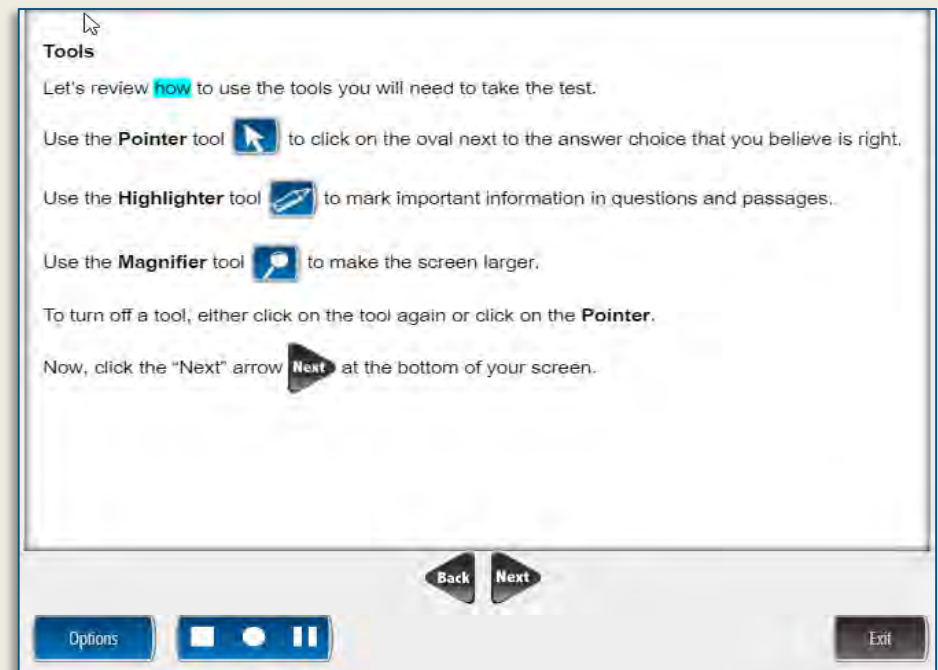 Tools
Let's review how to use the tools you will need to take the test.
Use the Pointer tool to click on the oval next to the answer choice that you believe is right.
Use the Highlighter tool to mark important information in questions and passages.
Use the Magnifier tool to make the screen larger.
To turn off a tool, either click on the tool again or click on the Pointer.
Now, click the “Next” arrow Next at the bottom of your screen.
Back Next
Options Exit